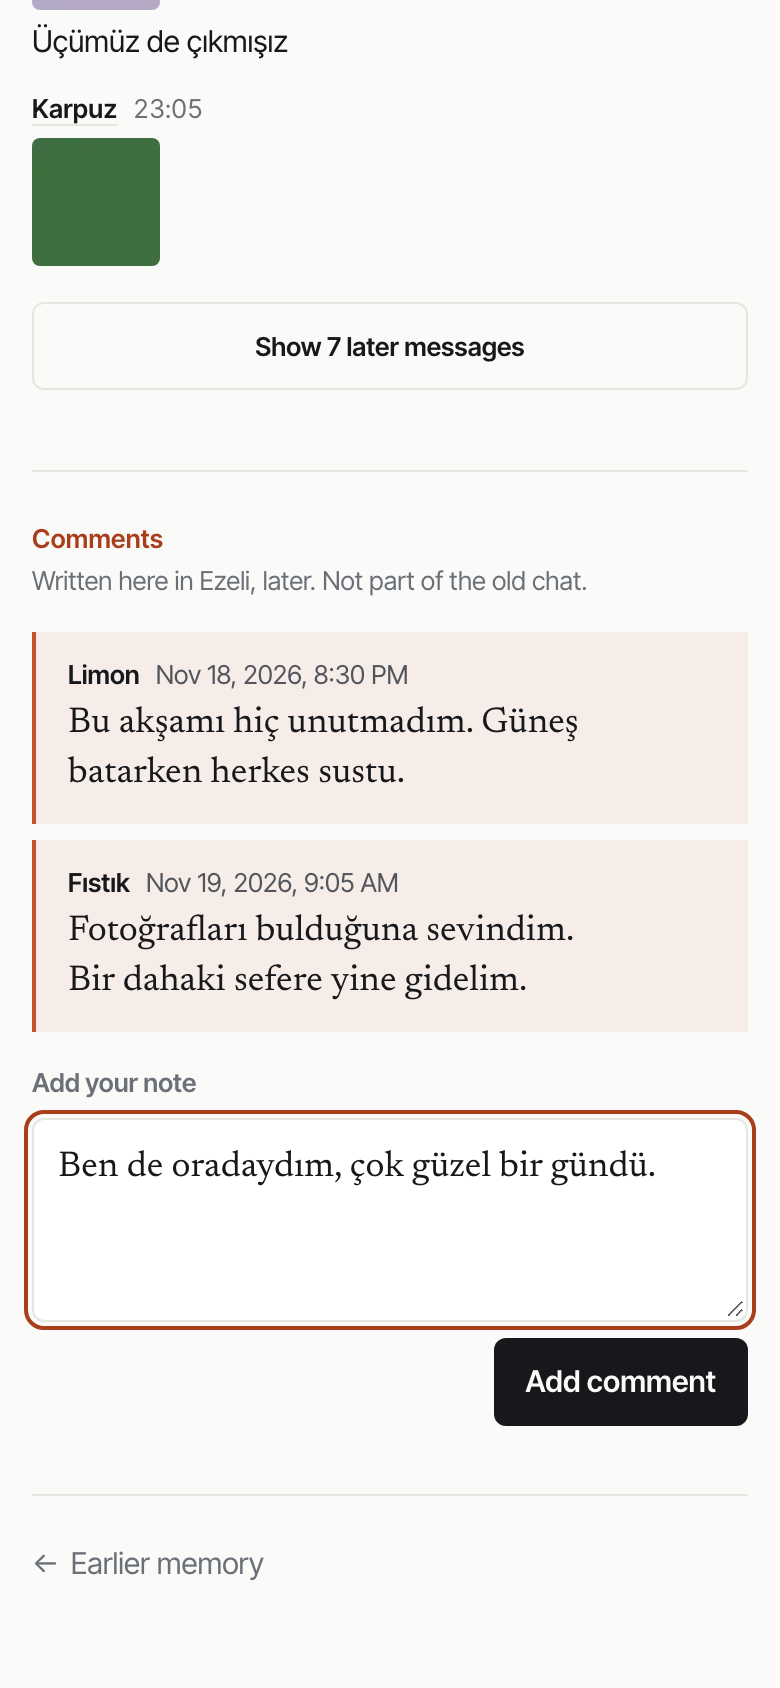 Üçümüz de çıkmışız
Karpuz 23:05
Show 7 later messages
Comments
Written here in Ezeli, later. Not part of the old chat.
Limon Nov 18, 2026, 8:30 PM
Bu akşamı hiç unutmadım. Güneş
batarken herkes sustu.
Fıstık Nov 19, 2026, 9:05 AM
Fotoğrafları bulduğuna sevindim.
Bir dahaki sefere yine gidelim.
Add your note
Ben de oradaydım, çok güzel bir gündü.
Add comment
← Earlier memory